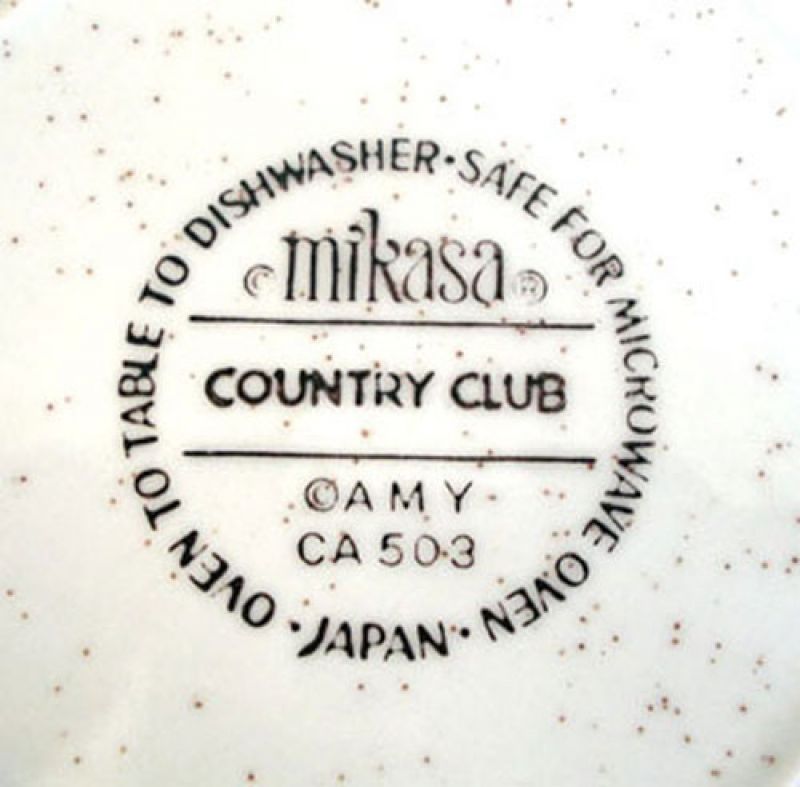 OVEN TO TABLE TO DISHWASHER · SAFE FOR MICROWAVE OVEN · JAPAN ·
© mikasa ®
COUNTRY CLUB
© AMY
CA 503